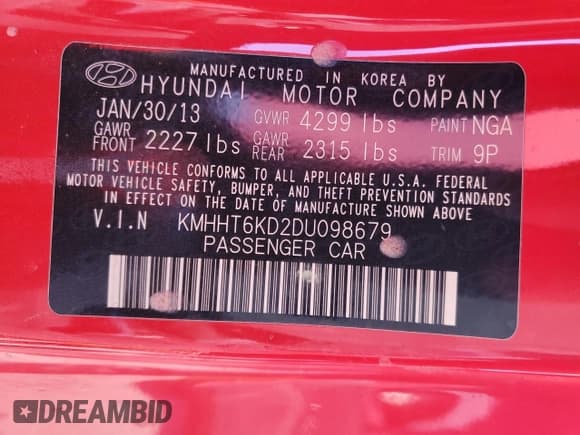 MANUFACTURED IN KOREA BY
HYUNDAI MOTOR COMPANY
JAN/30/13 GVWR 4299 lbs PAINT NGA
GAWR FRONT 2227 lbs GAWR REAR 2315 lbs TRIM 9P
THIS VEHICLE CONFORMS TO ALL APPLICABLE U.S.A. FEDERAL
MOTOR VEHICLE SAFETY, BUMPER, AND THEFT PREVENTION STANDARDS
IN EFFECT ON THE DATE OF MANUFACTURE SHOWN ABOVE
V.I.N KMHHT6KD2DU098679
PASSENGER CAR
DREAMBID